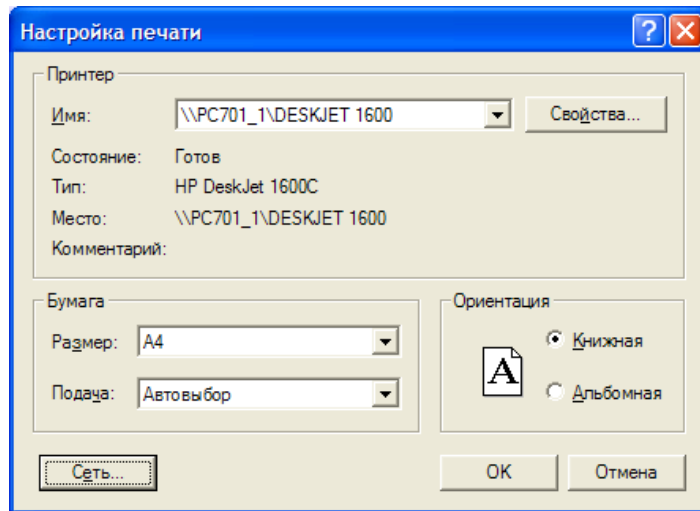 Настройка печати
Принтер
Имя: \\PC701_1\DESKJET 1600 Свойства...
Состояние: Готов
Тип: HP DeskJet 1600C
Место: \\PC701_1\DESKJET 1600
Комментарий:
Бумага
Размер: A4
Подача: Автовыбор
Ориентация
A
Книжная
Альбомная
Сеть... OK Отмена